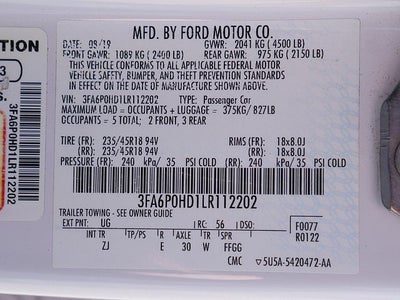 MFD. BY FORD MOTOR CO.
DATE: 09/19 GVWR: 2041 KG ( 4500 LB)
FRONT GAWR: 1089 KG ( 2400 LB) REAR GAWR: 975 KG ( 2150 LB)
THIS VEHICLE CONFORMS TO ALL APPLICABLE FEDERAL MOTOR
VEHICLE SAFETY, BUMPER, AND THEFT PREVENTION STANDARDS IN
EFFECT ON THE DATE OF MANUFACTURE SHOWN ABOVE.
VIN: 3FA6P0HD1LR112202 TYPE: Passenger Car
MAXIMUM LOAD = OCCUPANTS + LUGGAGE = 375KG/ 827LB
OCCUPANTS = 5 TOTAL: 2 FRONT, 3 REAR
TIRE (FR): 235/45R18 94V RIMS (FR): 18x8.0J
(RR): 235/45R18 94V (RR): 18x8.0J
PRESSURE (FR): 240 kPa/ 35 PSI COLD (RR): 240 kPa/ 35 PSI COLD
3FA6P0HD1LR112202
TRAILER TOWING - SEE OWNER GUIDE
EXT PNT: UG RC: 56 DSO: F0077
R0122
INT TR TP/PS R AXLE TR SPR
ZJ E 30 W FFGG
CMC 5U5A-5420472-AA
TION
3
S.
3FA6P0HD1LR112202